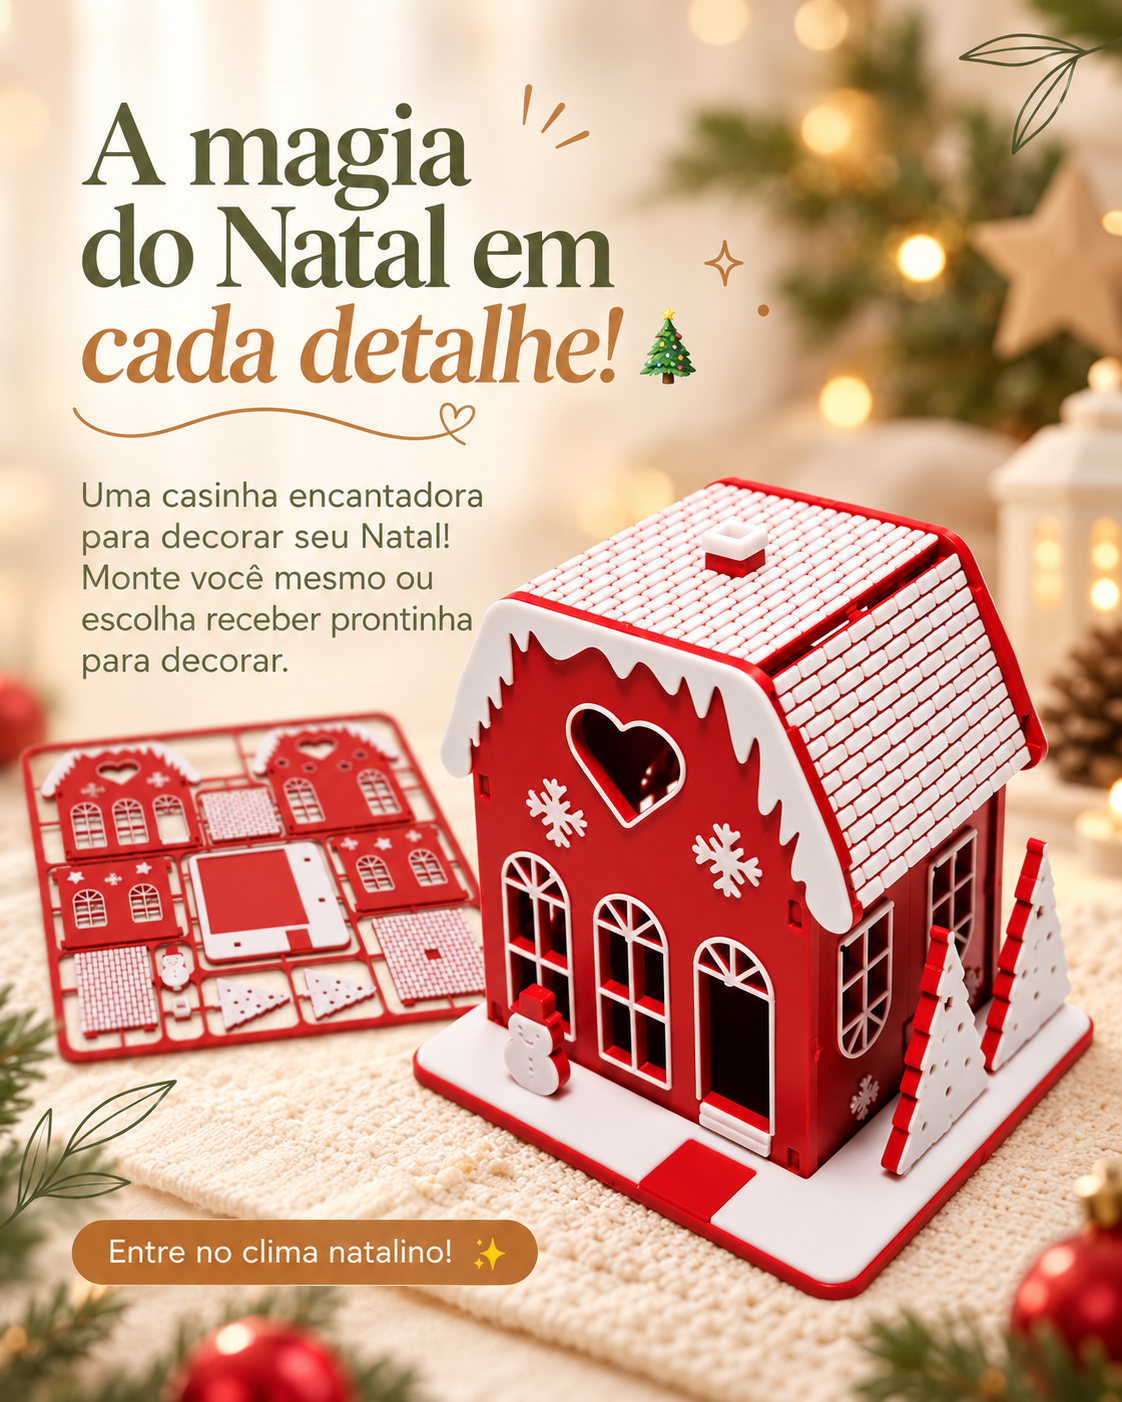 A magia
do Natal em
cada detalhe! 🎄
Uma casinha encantadora
para decorar seu Natal!
Monte você mesmo ou
escolha receber prontinha
para decorar.
Entre no clima natalino! ✨